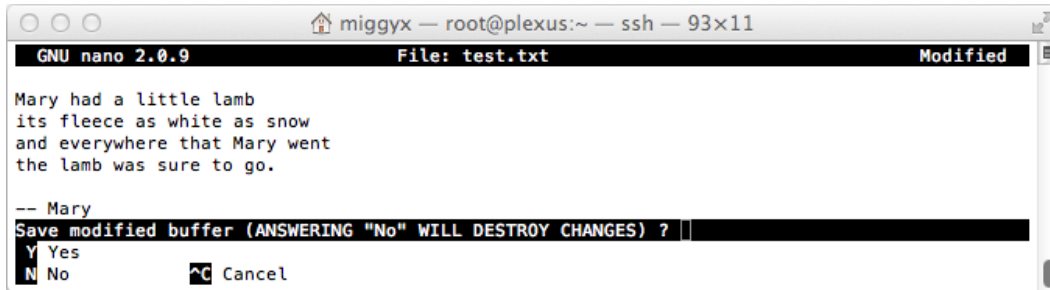 miggyx — root@plexus:~ — ssh — 93×11
GNU nano 2.0.9 File: test.txt Modified
Mary had a little lamb
its fleece as white as snow
and everywhere that Mary went
the lamb was sure to go.
-- Mary
Save modified buffer (ANSWERING "No" WILL DESTROY CHANGES) ?
Y Yes
N No ^C Cancel